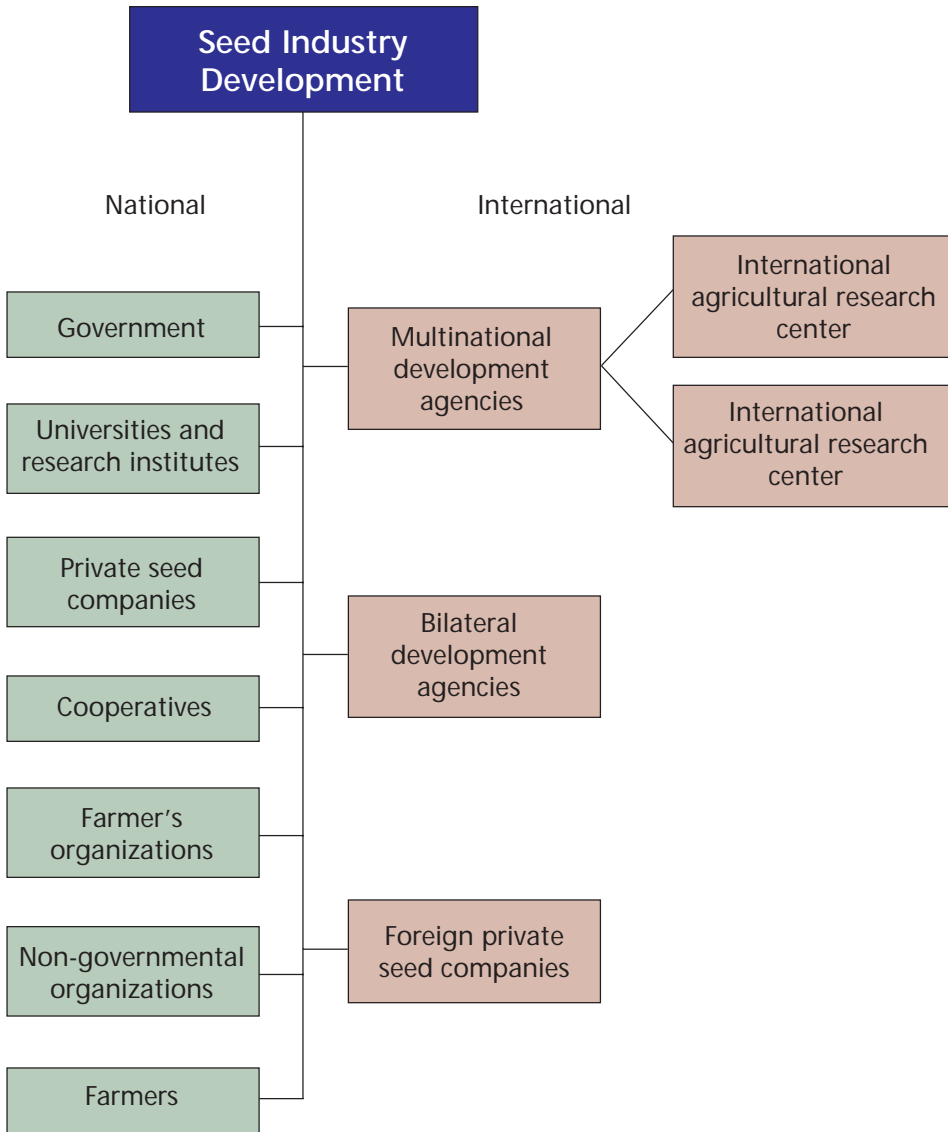 Seed Industry
Development
National
International
Government
Universities and
research institutes
Private seed
companies
Cooperatives
Farmer's
organizations
Non-governmental
organizations
Farmers
Multinational
development
agencies
International
agricultural research
center
International
agricultural research
center
Bilateral
development
agencies
Foreign private
seed companies